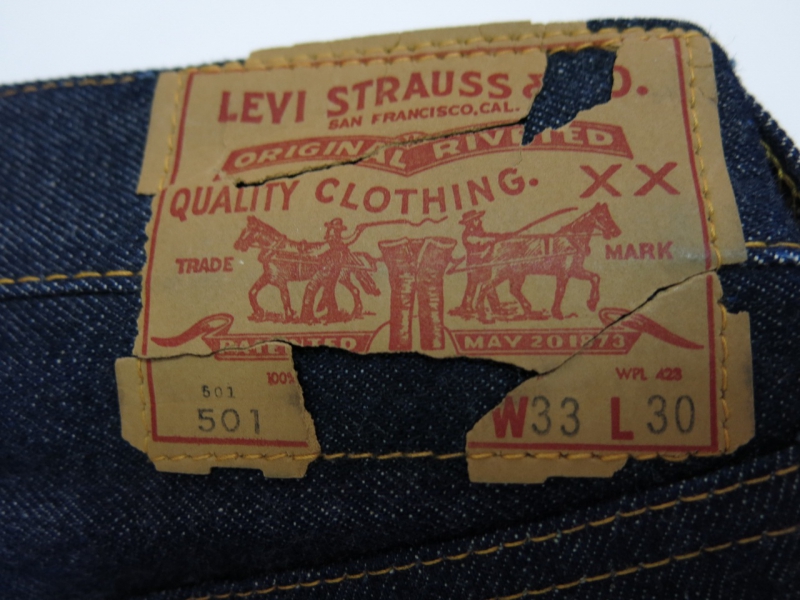 LEVI STRAUSS & O.
SAN FRANCISCO, CAL.
ORIGINAL RIVETED
QUALITY CLOTHING. XX
TRADE MARK
PATENTED MAY 20 1873
100% WPL 423
501
501 W33 L30